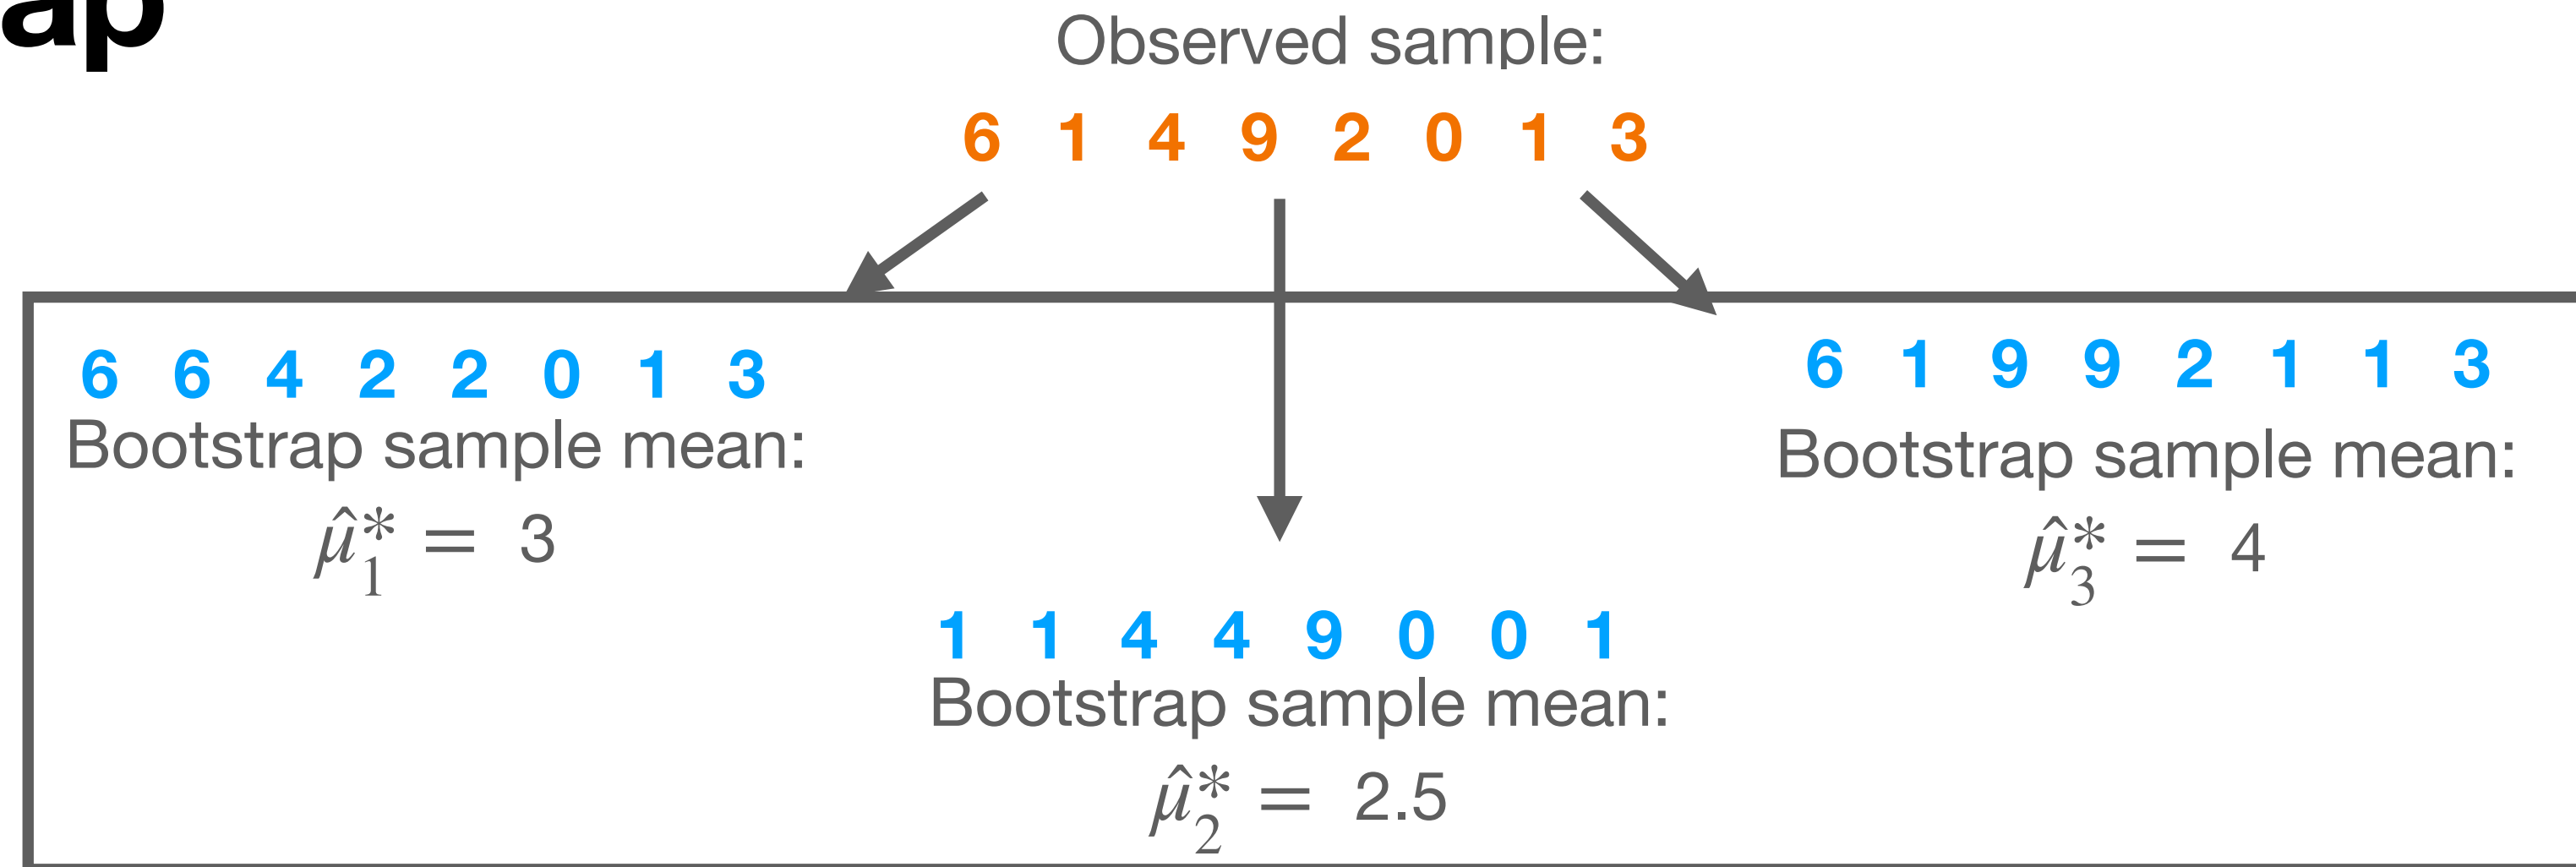 ap
Observed sample:
6 1 4 9 2 0 1 3
6 6 4 2 2 0 1 3
Bootstrap sample mean:
μ̂*₁ = 3
1 1 4 4 9 0 0 1
Bootstrap sample mean:
μ̂*₂ = 2.5
6 1 9 9 2 1 1 3
Bootstrap sample mean:
μ̂*₃ = 4